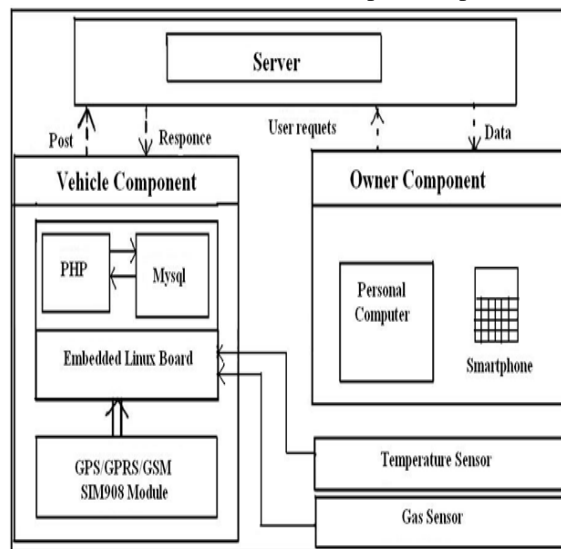 Server
Post
Responce
User requets
Data
Vehicle Component
Owner Component
PHP
Mysql
Embedded Linux Board
GPS/GPRS/GSM
SIM908 Module
Personal
Computer
Smartphone
Temperature Sensor
Gas Sensor